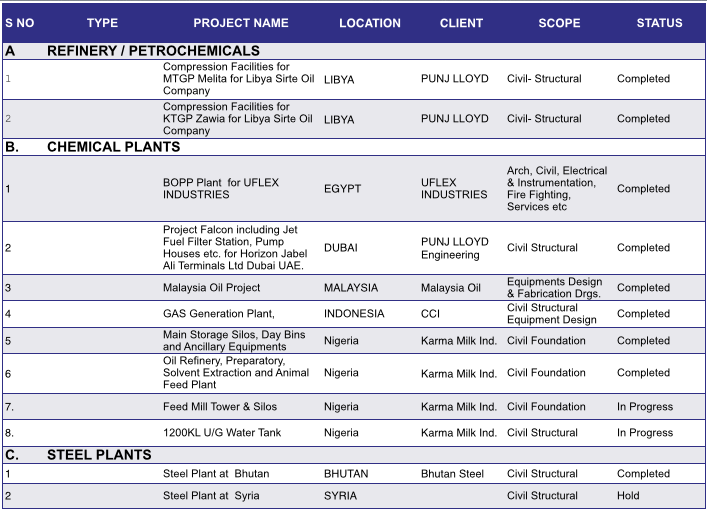 S NO TYPE PROJECT NAME LOCATION CLIENT SCOPE STATUS
A REFINERY / PETROCHEMICALS
1 Compression Facilities for MTGP Melita for Libya Sirte Oil Company LIBYA PUNJ LLOYD Civil- Structural Completed
2 Compression Facilities for KTGP Zawia for Libya Sirte Oil Company LIBYA PUNJ LLOYD Civil- Structural Completed
B. CHEMICAL PLANTS
1 BOPP Plant for UFLEX INDUSTRIES EGYPT UFLEX INDUSTRIES Arch, Civil, Electrical & Instrumentation, Fire Fighting, Services etc Completed
2 Project Falcon including Jet Fuel Filter Station, Pump Houses etc. for Horizon Jabel Ali Terminals Ltd Dubai UAE. DUBAI PUNJ LLOYD Engineering Civil Structural Completed
3 Malaysia Oil Project MALAYSIA Malaysia Oil Equipments Design & Fabrication Drgs. Completed
4 GAS Generation Plant, INDONESIA CCI Civil Structural Equipment Design Completed
5 Main Storage Silos, Day Bins and Ancillary Equipments Nigeria Karma Milk Ind. Civil Foundation Completed
6 Oil Refinery, Preparatory, Solvent Extraction and Animal Feed Plant Nigeria Karma Milk Ind. Civil Foundation Completed
7. Feed Mill Tower & Silos Nigeria Karma Milk Ind. Civil Foundation In Progress
8. 1200KL U/G Water Tank Nigeria Karma Milk Ind. Civil Structural In Progress
C. STEEL PLANTS
1 Steel Plant at Bhutan BHUTAN Bhutan Steel Civil Structural Completed
2 Steel Plant at Syria SYRIA Civil Structural Hold